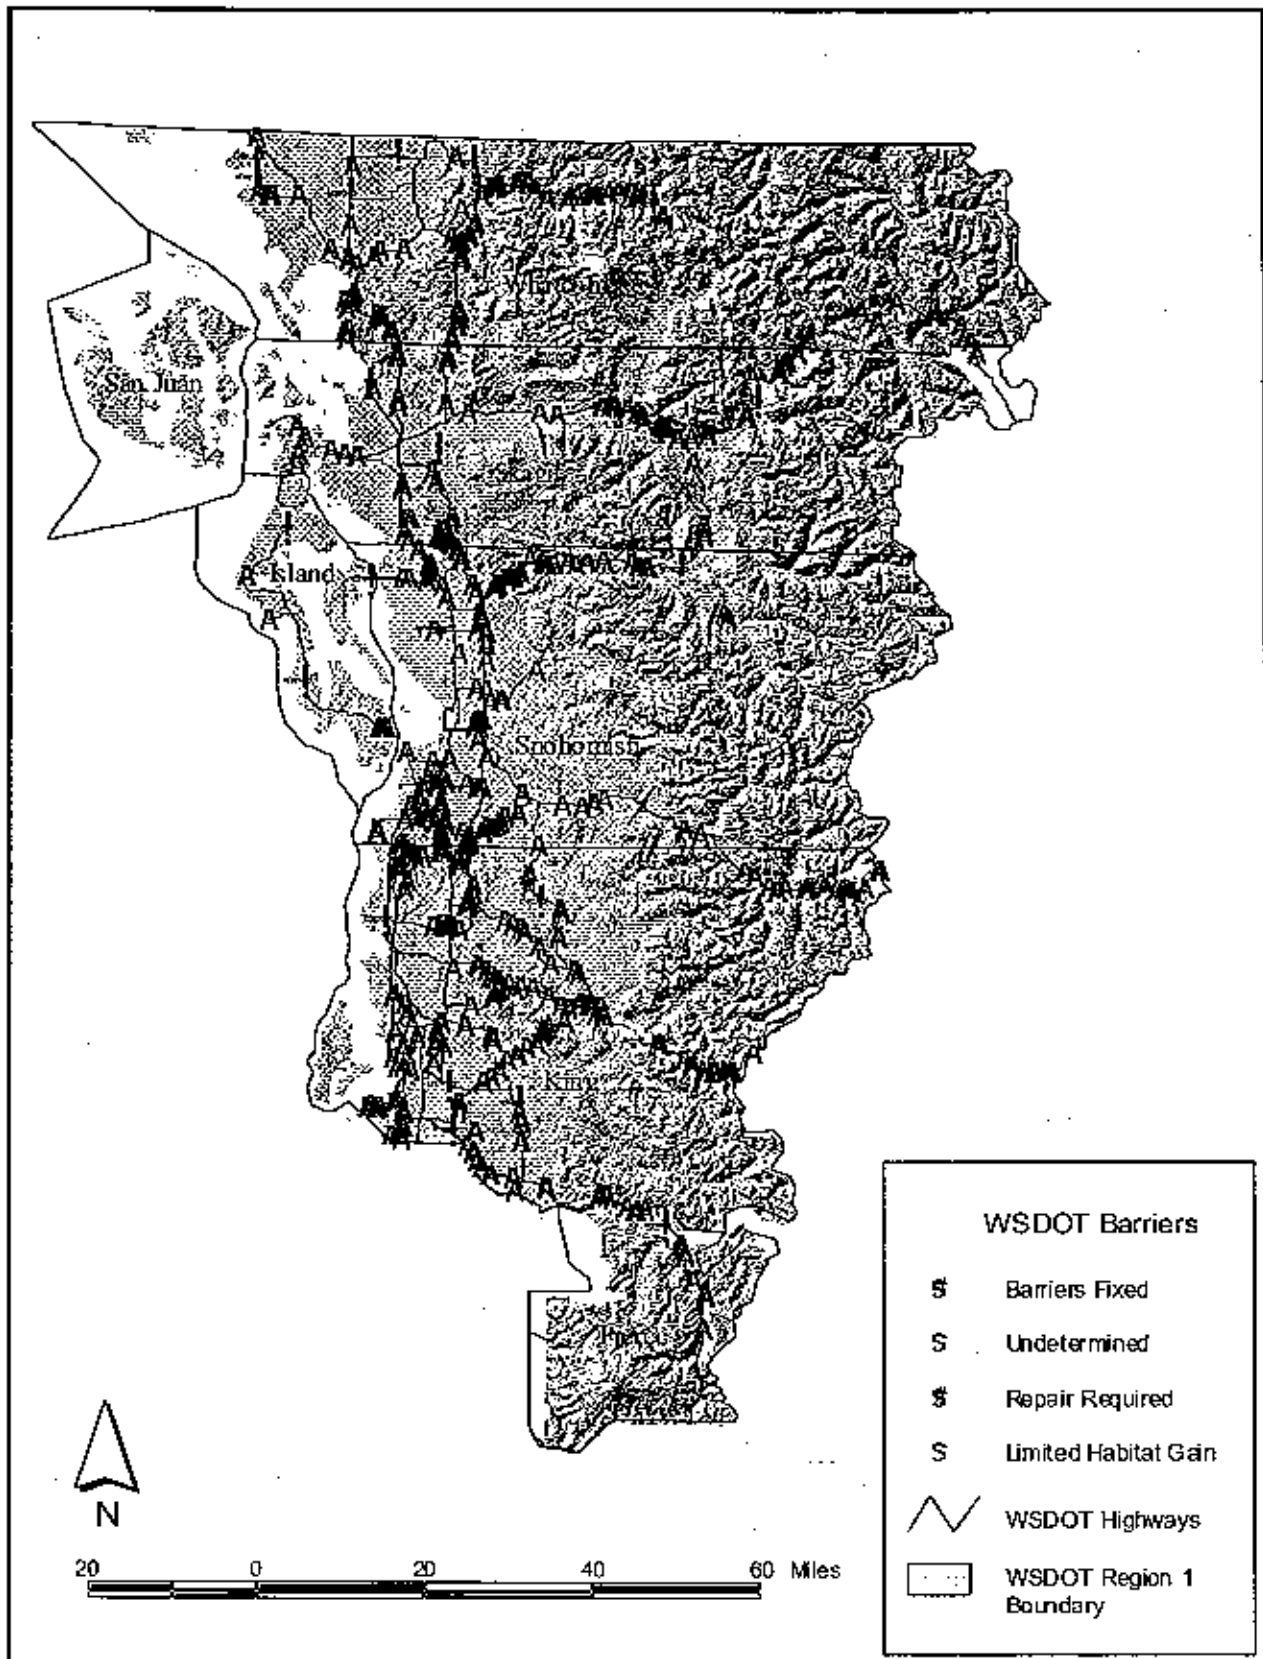 San Juan
Island
Snohomish
King
WSDOT Barriers
S Barriers Fixed
S Undetermined
S Repair Required
S Limited Habitat Gain
WSDOT Highways
WSDOT Region 1
Boundary
N
20 0 20 40 60 Miles